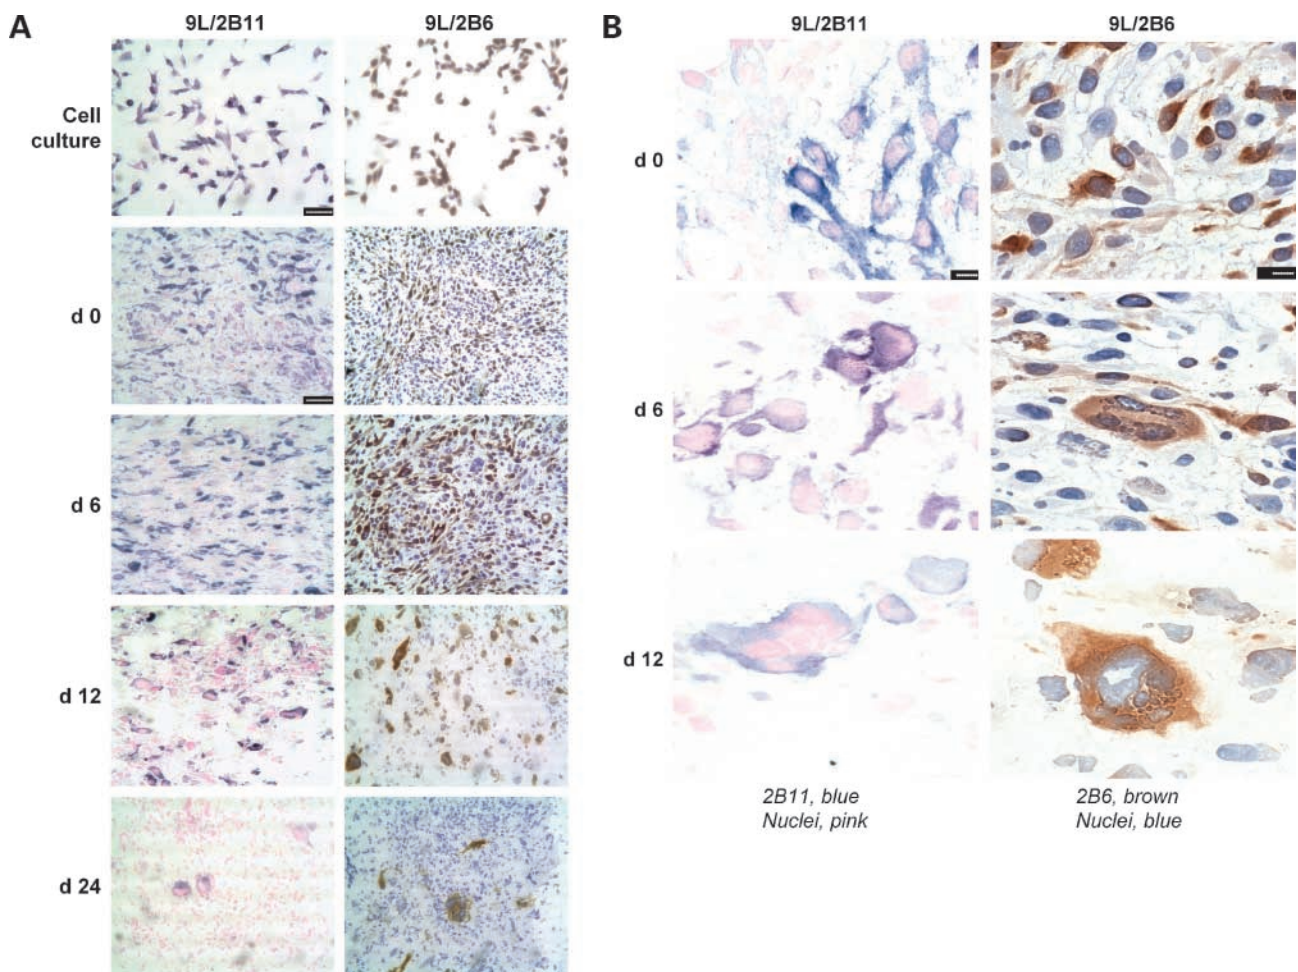 A
9L/2B11
9L/2B6
Cell
culture
d 0
d 6
d 12
d 24
B
9L/2B11
9L/2B6
d 0
d 6
d 12
2B11, blue
Nuclei, pink
2B6, brown
Nuclei, blue